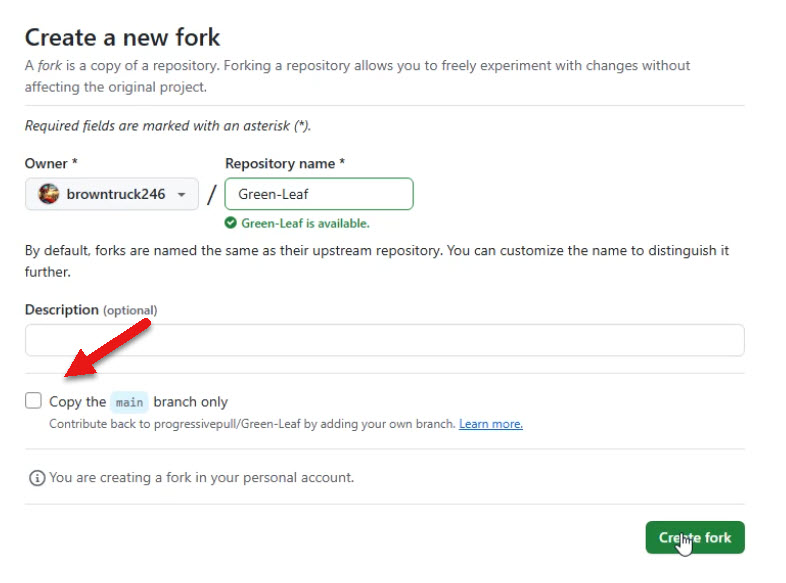 Create a new fork
A fork is a copy of a repository. Forking a repository allows you to freely experiment with changes without
affecting the original project.
Required fields are marked with an asterisk (*).
Owner * Repository name *
browntruck246 / Green-Leaf
Green-Leaf is available.
By default, forks are named the same as their upstream repository. You can customize the name to distinguish it
further.
Description (optional)
Copy the main branch only
Contribute back to progressivepull/Green-Leaf by adding your own branch. Learn more.
You are creating a fork in your personal account.
Create fork